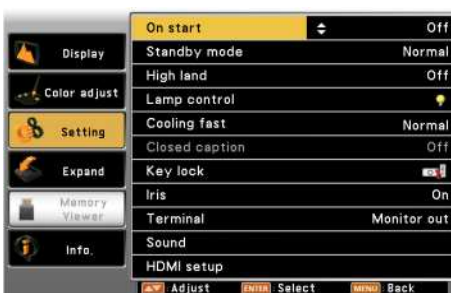 Display
Color adjust
Setting
Expand
Memory
Viewer
Info.
On start Off
Standby mode Normal
High land Off
Lamp control
Cooling fast Normal
Closed caption Off
Key lock
Iris On
Terminal Monitor out
Sound
HDMI setup
Adjust ENTER Select MENU Back